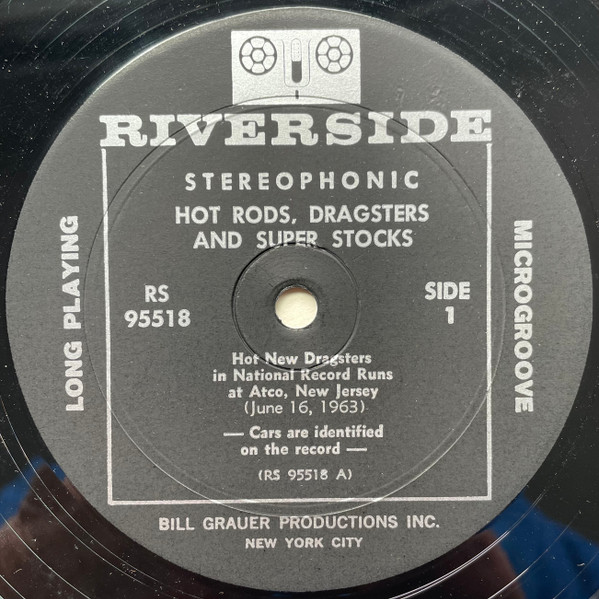 RIVERSIDE
STEREOPHONIC
HOT RODS, DRAGSTERS
AND SUPER STOCKS
LONG PLAYING
MICROGROOVE
RS
95518
SIDE
1
Hot New Dragsters
in National Record Runs
at Atco, New Jersey
(June 16, 1963)
— Cars are identified
on the record —
(RS 95518 A)
BILL GRAUER PRODUCTIONS INC.
NEW YORK CITY